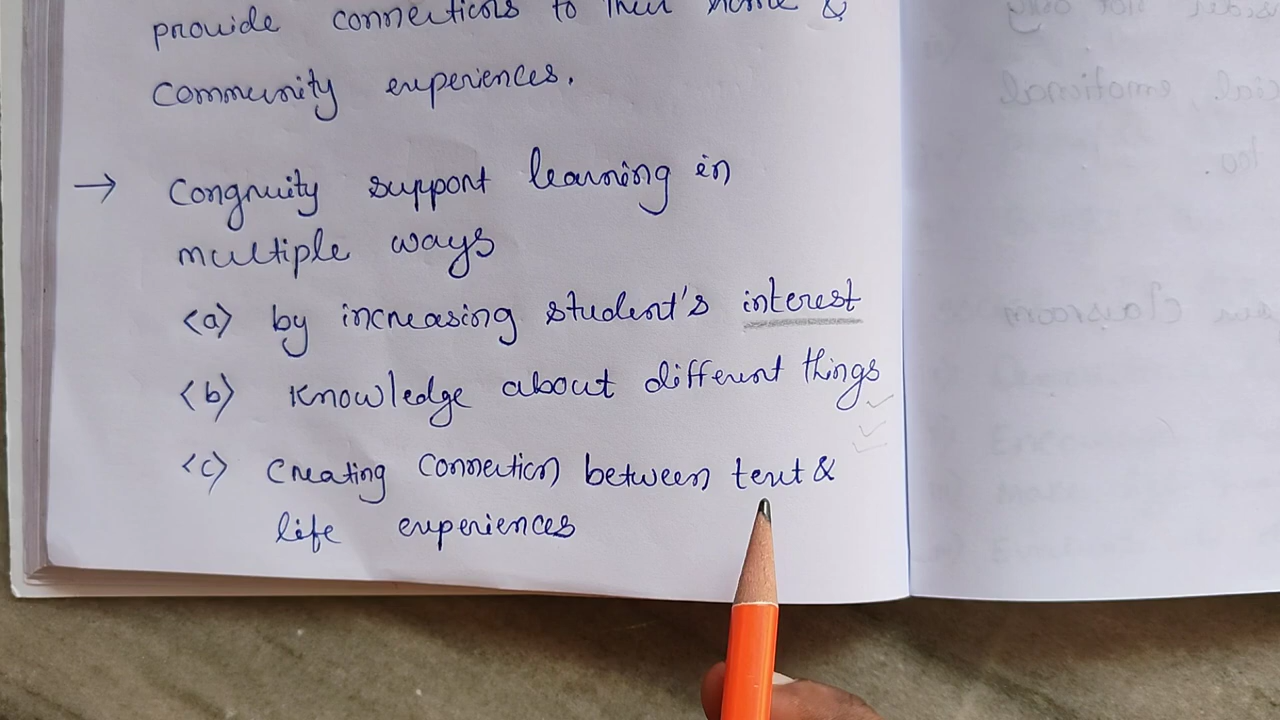 provide connections to their home &
community experiences.
→ Congruity support learning in
multiple ways
<a> by increasing student's interest
<b> Knowledge about different things
<c> Creating connection between text &
life experiences